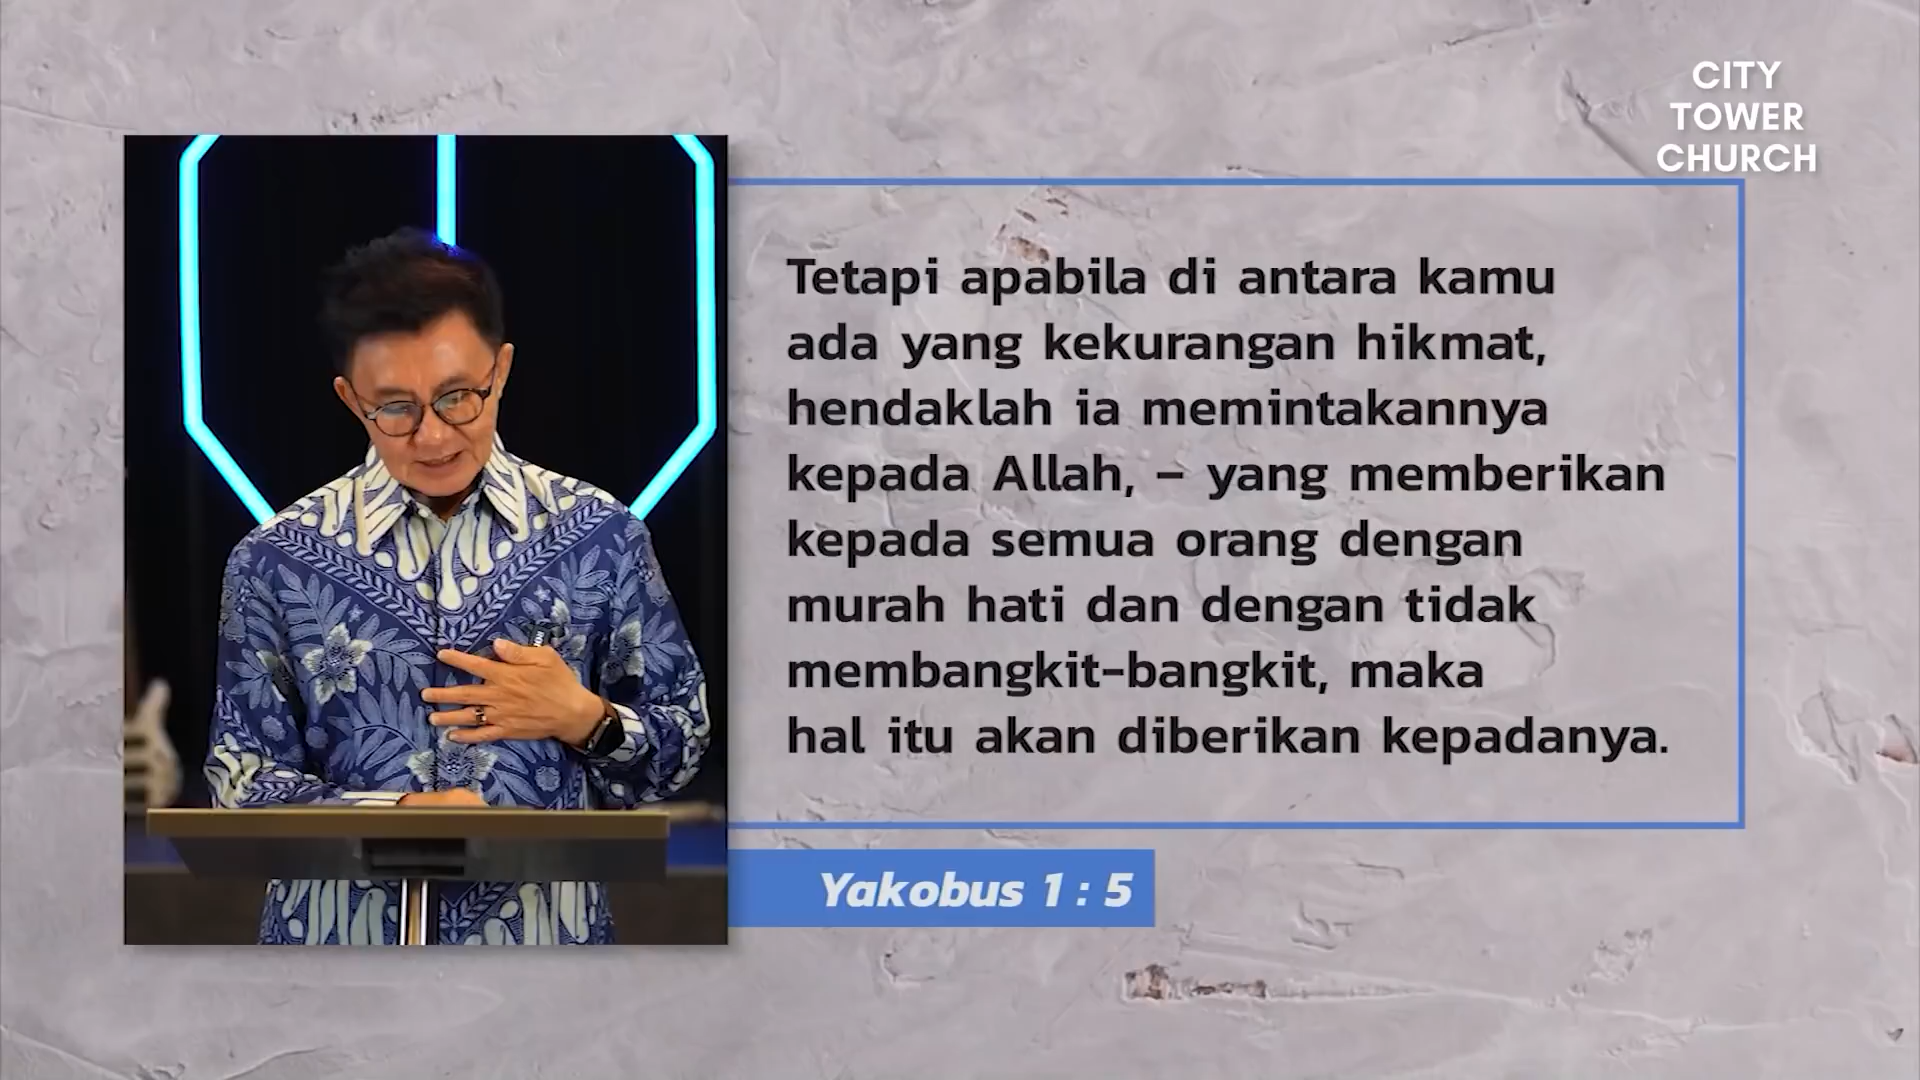 CITY
TOWER
CHURCH
Tetapi apabila di antara kamu
ada yang kekurangan hikmat,
hendaklah ia memintakannya
kepada Allah, – yang memberikan
kepada semua orang dengan
murah hati dan dengan tidak
membangkit-bangkit, maka
hal itu akan diberikan kepadanya.
Yakobus 1 : 5